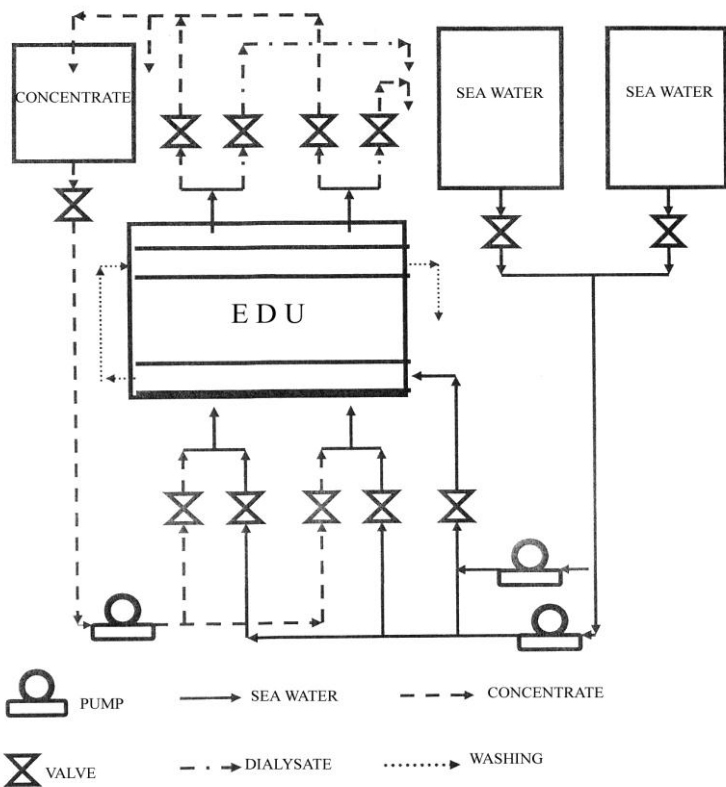 CONCENTRATE
SEA WATER
SEA WATER
EDU
PUMP
SEA WATER
CONCENTRATE
VALVE
DIALYSATE
WASHING